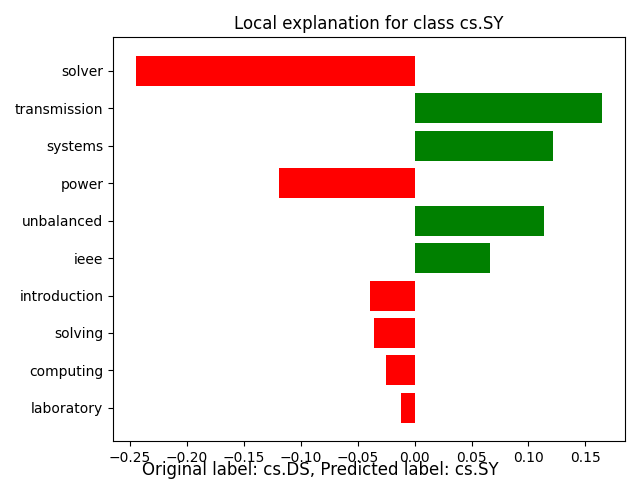 Local explanation for class cs.SY
solver
transmission
systems
power
unbalanced
ieee
introduction
solving
computing
laboratory
−0.25 −0.20 −0.15 −0.10 −0.05 0.00 0.05 0.10 0.15
Original label: cs.DS, Predicted label: cs.SY